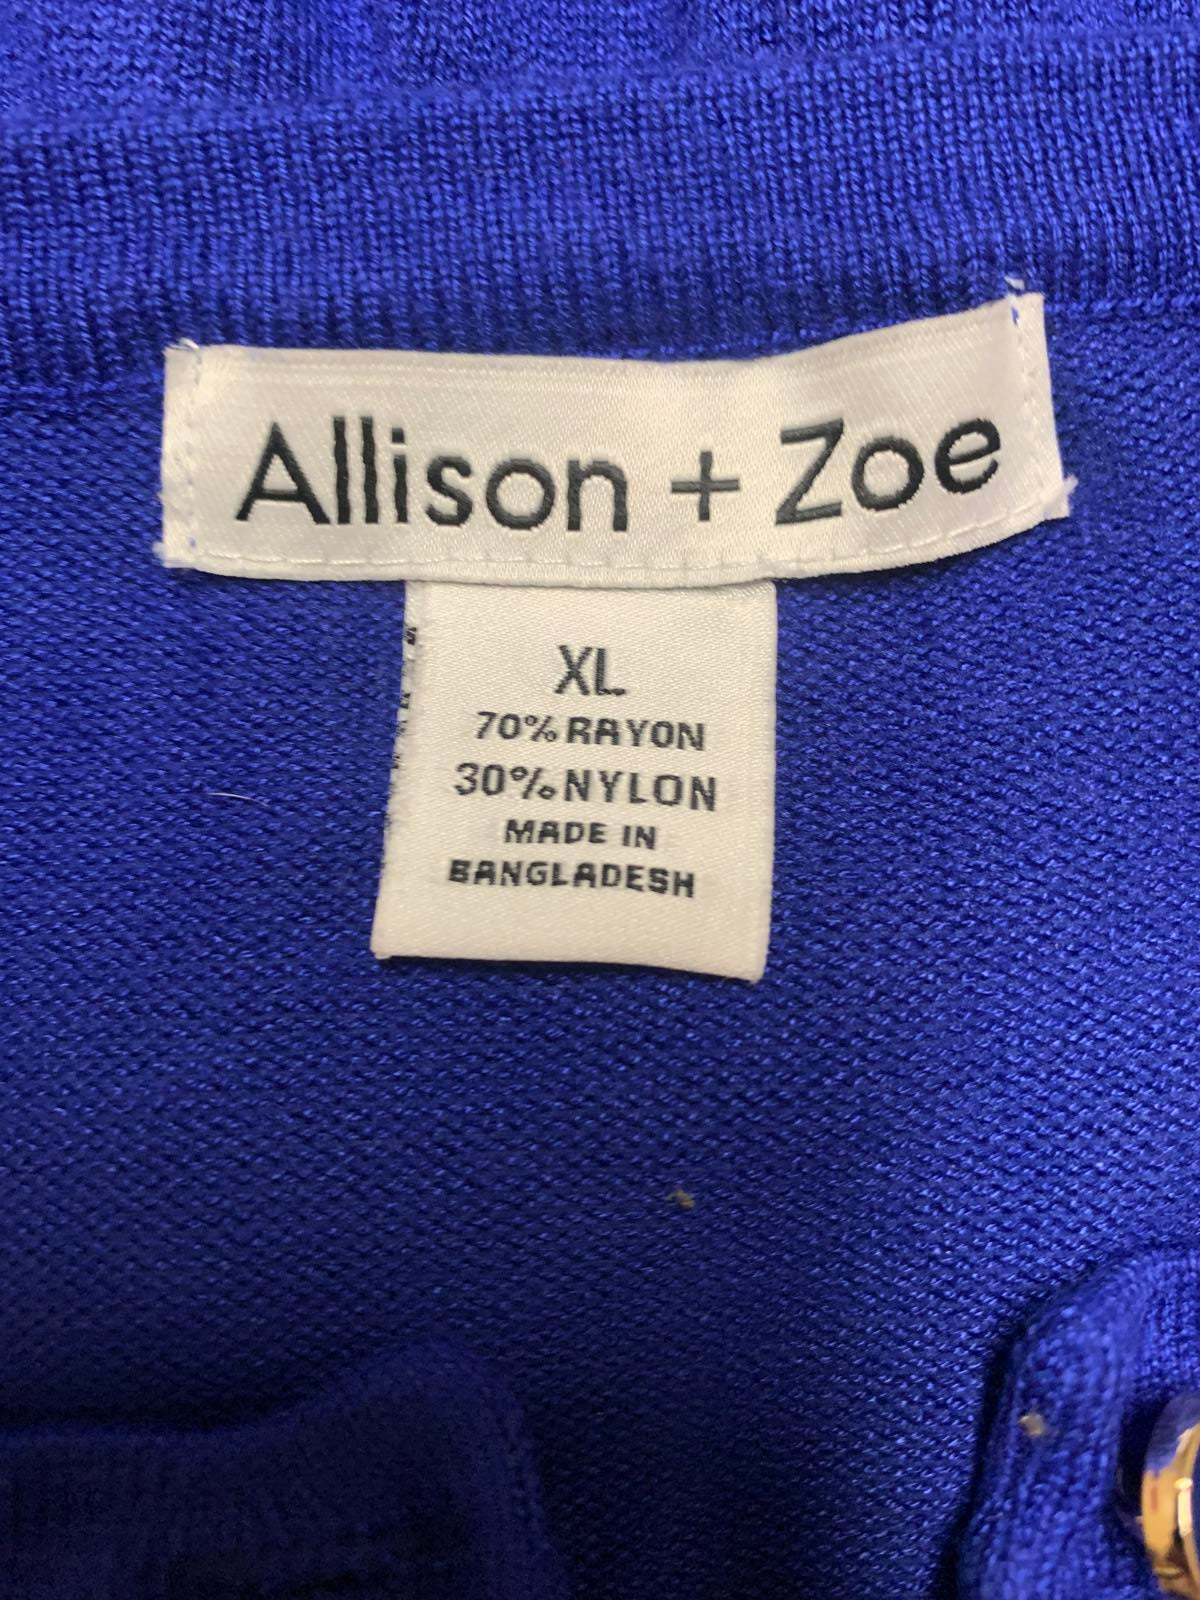 Allison + Zoe
XL
70% RAYON
30% NYLON
MADE IN
BANGLADESH